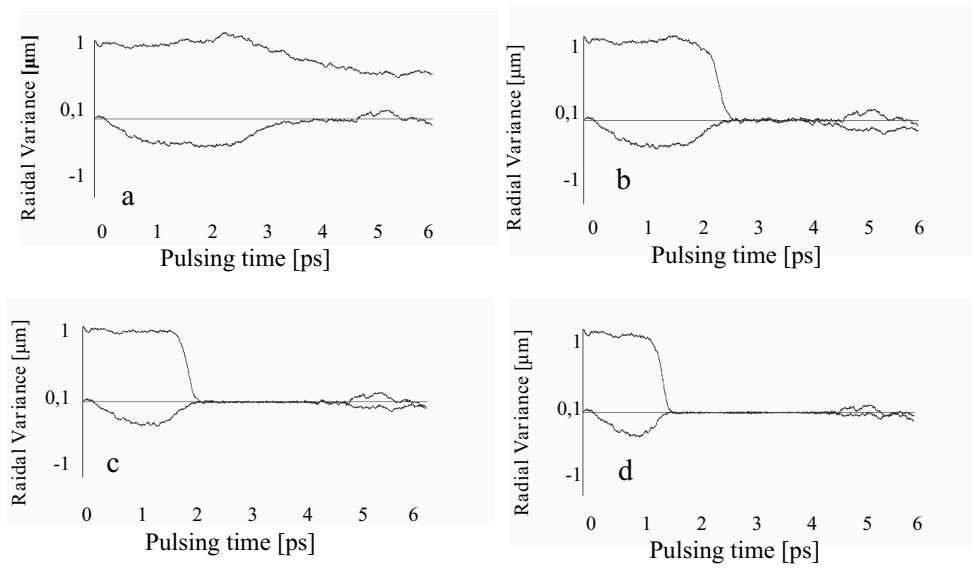 Raidal Variance [μm]
1
0,1
-1
a
0 1 2 3 4 5 6
Pulsing time [ps]
Radial Variance [μm]
1
0,1
-1
b
0 1 2 3 4 5 6
Pulsing time [ps]
Raidal Variance [μm]
1
0,1
-1
c
0 1 2 3 4 5 6
Pulsing time [ps]
Radial Variance [μm]
1
0,1
-1
d
0 1 2 3 4 5 6
Pulsing time [ps]